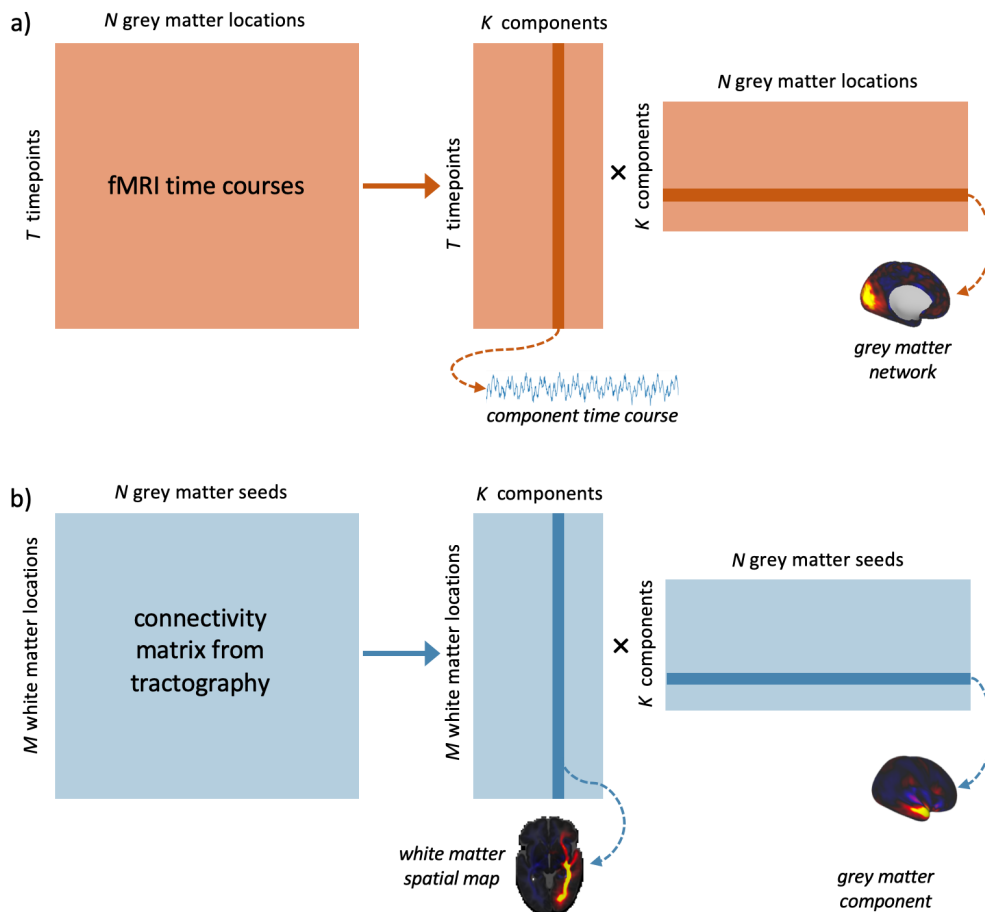 a)
N grey matter locations
T timepoints
fMRI time courses
K components
T timepoints
×
N grey matter locations
K components
grey matter
network
component time course
b)
N grey matter seeds
M white matter locations
connectivity
matrix from
tractography
K components
M white matter locations
×
N grey matter seeds
K components
white matter
spatial map
grey matter
component